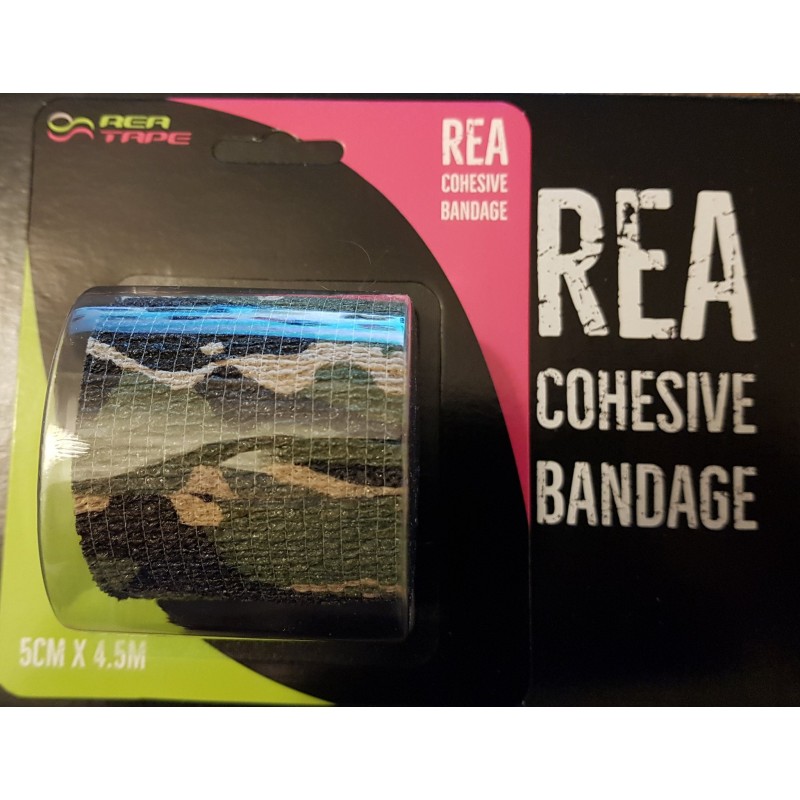 REA
TAPE
REA
COHESIVE
BANDAGE
5CM X 4.5M
REA
COHESIVE
BANDAGE